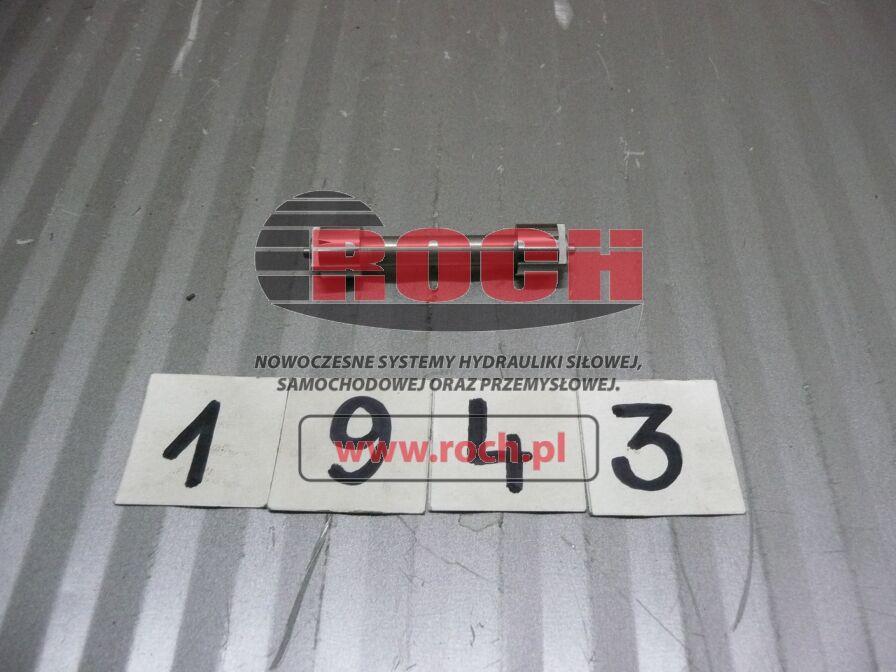 ROCH
NOWOCZESNE SYSTEMY HYDRAULIKI SIŁOWEJ,
SAMOCHODOWEJ ORAZ PRZEMYSŁOWEJ.
1 9 4 3
www.roch.pl